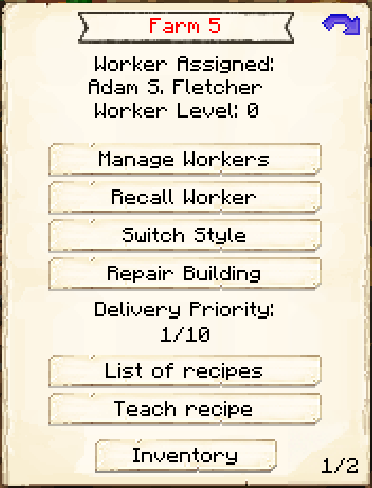 Farm 5
Worker Assigned:
Adam S. Fletcher
Worker Level: 0
Manage Workers
Recall Worker
Switch Style
Repair Building
Delivery Priority:
1/10
List of recipes
Teach recipe
Inventory
1/2